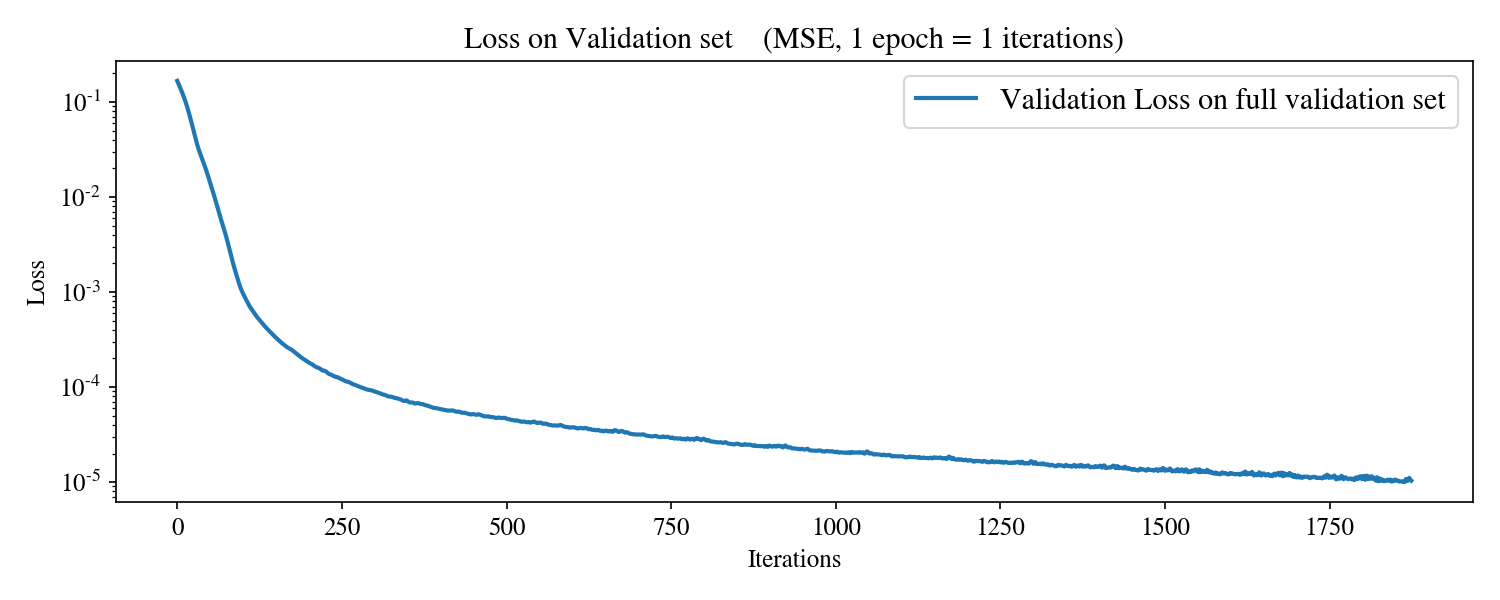 Loss on Validation set    (MSE, 1 epoch = 1 iterations)
Validation Loss on full validation set
Loss
10⁻¹
10⁻²
10⁻³
10⁻⁴
10⁻⁵
0 250 500 750 1000 1250 1500 1750
Iterations